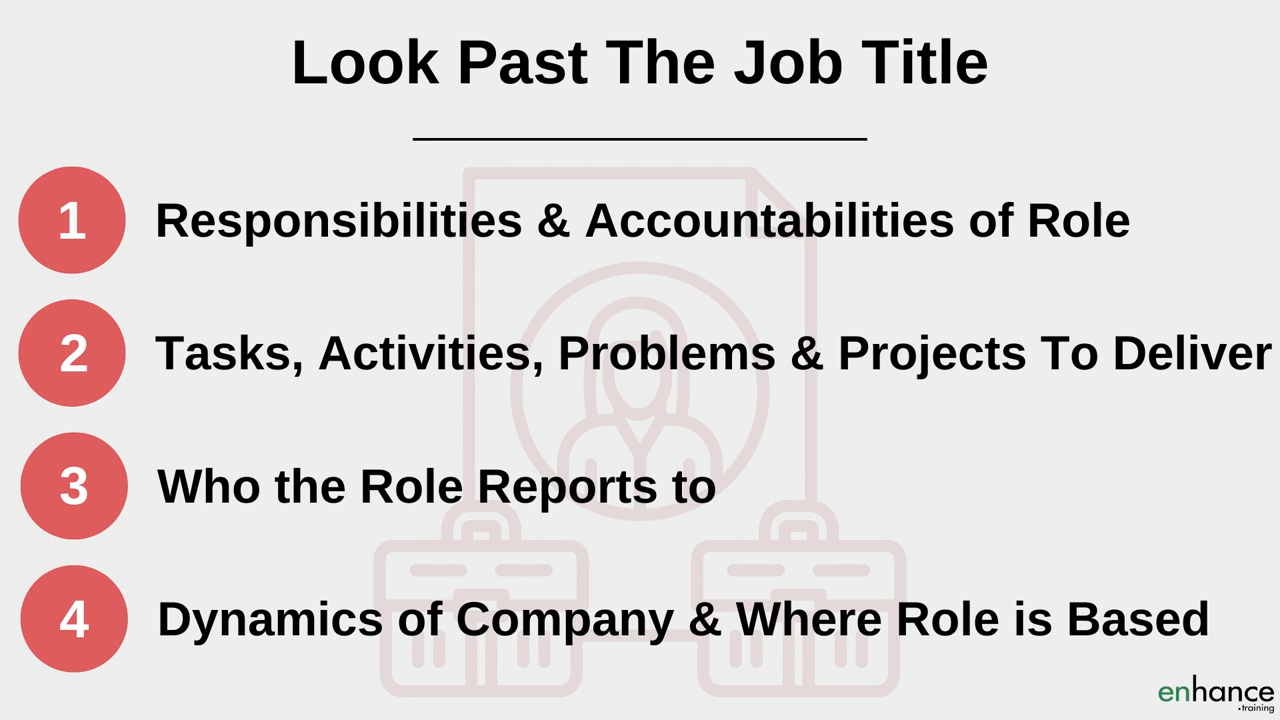 Look Past The Job Title
1 Responsibilities & Accountabilities of Role
2 Tasks, Activities, Problems & Projects To Deliver
3 Who the Role Reports to
4 Dynamics of Company & Where Role is Based
enhance
.training